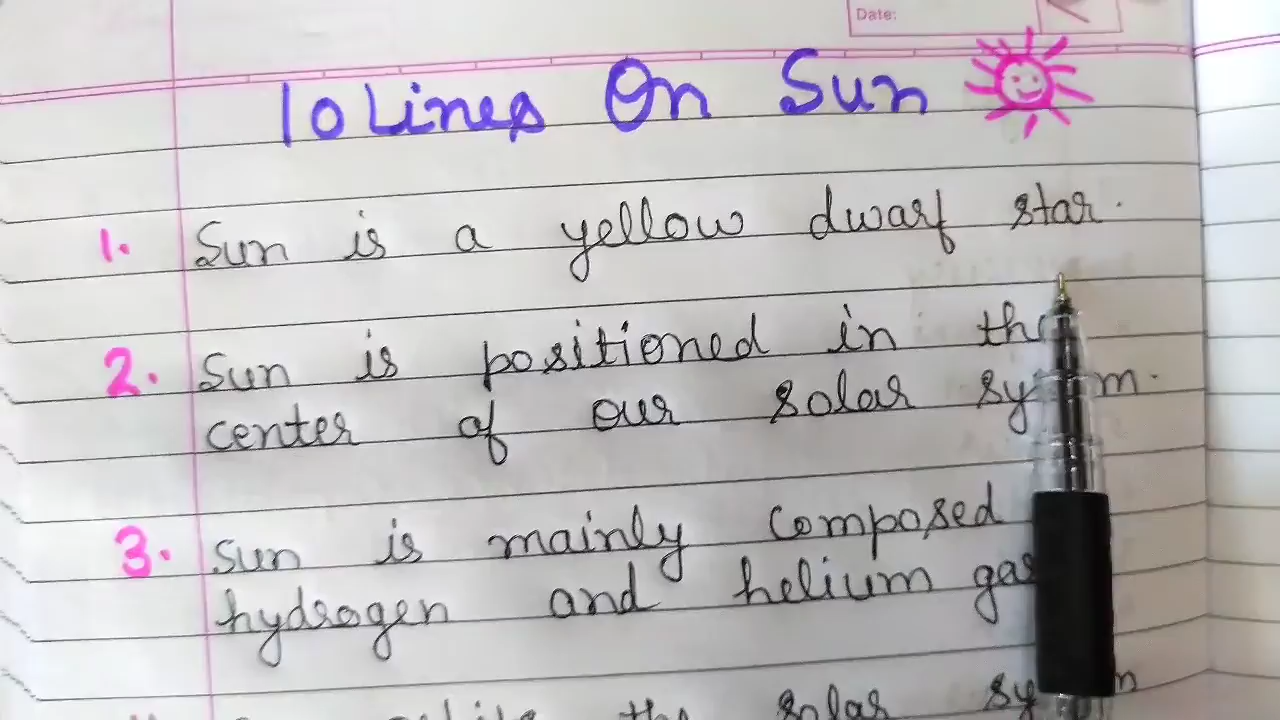 Date:
10 Lines On Sun
1. Sun is a yellow dwarf star.
2. Sun is positioned in
center of our solar
3. Sun is mainly composed
hydrogen and helium
the solar